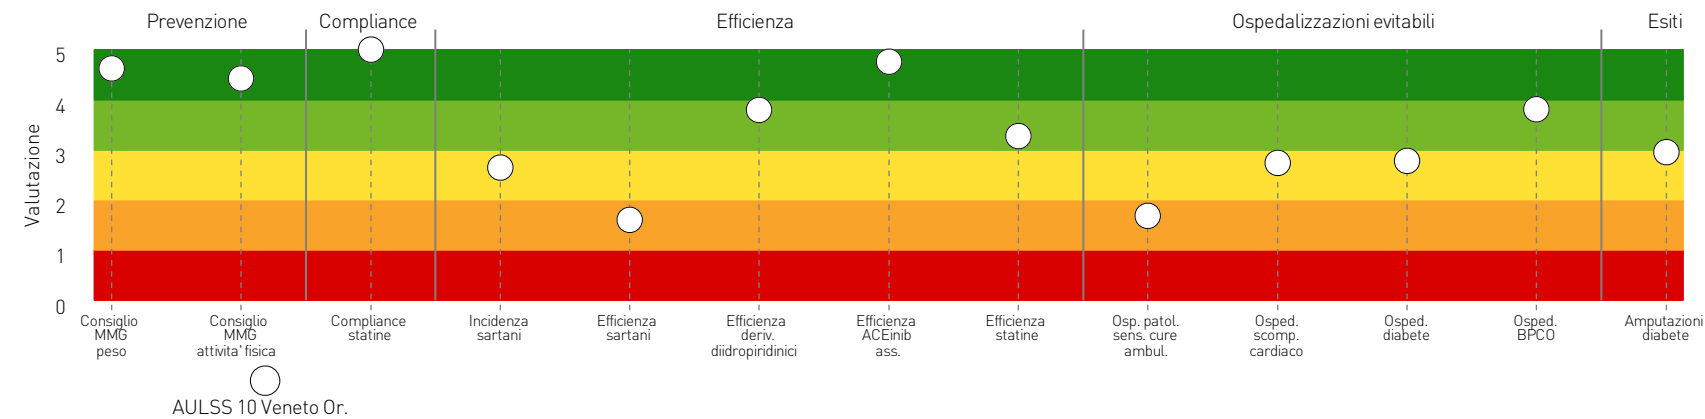 Prevenzione
Compliance
Efficienza
Ospedalizzazioni evitabili
Esiti
Valutazione
5
4
3
2
1
0
Consiglio
MMG
peso
Consiglio
MMG
attivita' fisica
Compliance
statine
Incidenza
sartani
Efficienza
sartani
Efficienza
deriv.
diidropiridinici
Efficienza
ACEinib
ass.
Efficienza
statine
Osp. patol.
sens. cure
ambul.
Osped.
scomp.
cardiaco
Osped.
diabete
Osped.
BPCO
Amputazioni
diabete
AULSS 10 Veneto Or.